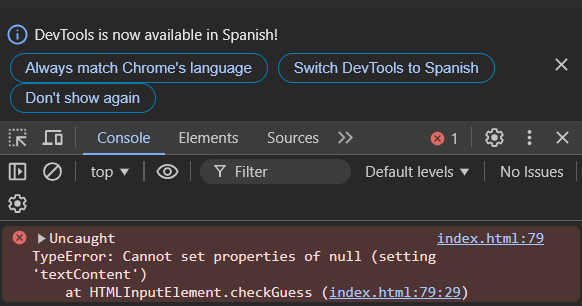 DevTools is now available in Spanish!
Always match Chrome's language
Switch DevTools to Spanish
Don't show again
Console
Elements
Sources
1
top
Filter
Default levels
No Issues
Uncaught
index.html:79
TypeError: Cannot set properties of null (setting
'textContent')
at HTMLInputElement.checkGuess (index.html:79:29)